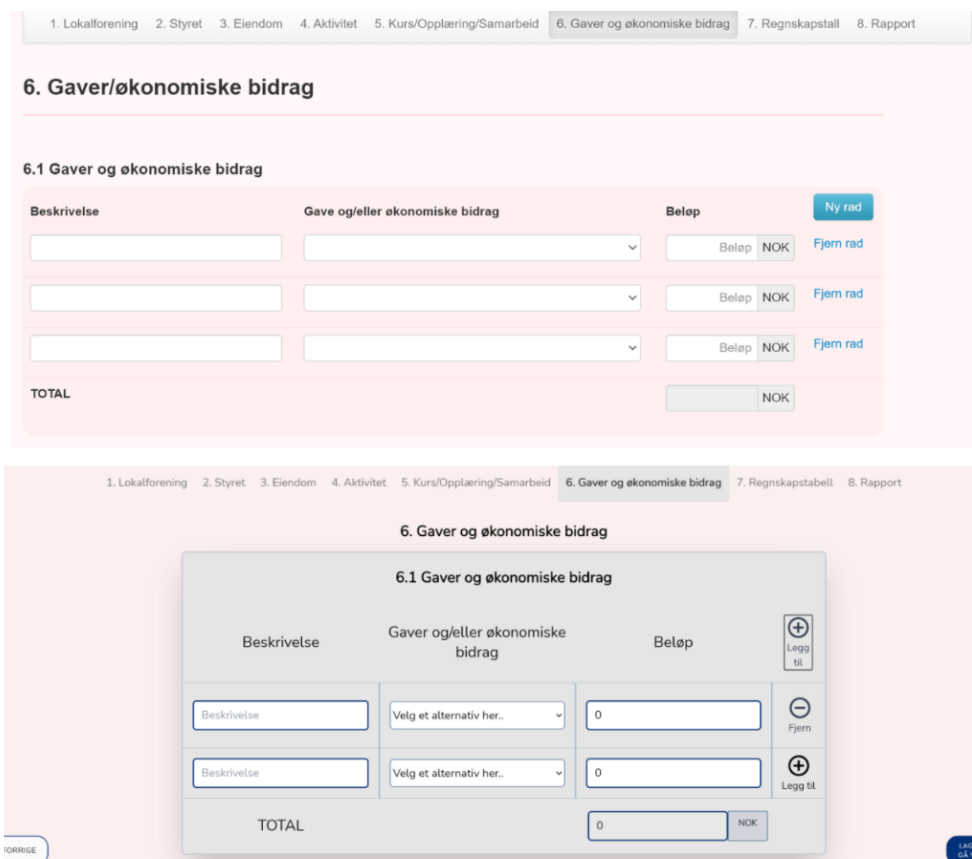 1. Lokalforening 2. Styret 3. Eiendom 4. Aktivitet 5. Kurs/Opplæring/Samarbeid 6. Gaver og økonomiske bidrag 7. Regnskapstall 8. Rapport
6. Gaver/økonomiske bidrag
6.1 Gaver og økonomiske bidrag
Beskrivelse Gave og/eller økonomiske bidrag Beløp Ny rad
Beløp NOK Fjern rad
Beløp NOK Fjern rad
Beløp NOK Fjern rad
TOTAL NOK
1. Lokalforening 2. Styret 3. Eiendom 4. Aktivitet 5. Kurs/Opplæring/Samarbeid 6. Gaver og økonomiske bidrag 7. Regnskapstabell 8. Rapport
6. Gaver og økonomiske bidrag
6.1 Gaver og økonomiske bidrag
Beskrivelse Gaver og/eller økonomiske bidrag Beløp Legg til
Beskrivelse Velg et alternativ her.. 0 Fjern
Beskrivelse Velg et alternativ her.. 0 Legg til
TOTAL 0 NOK